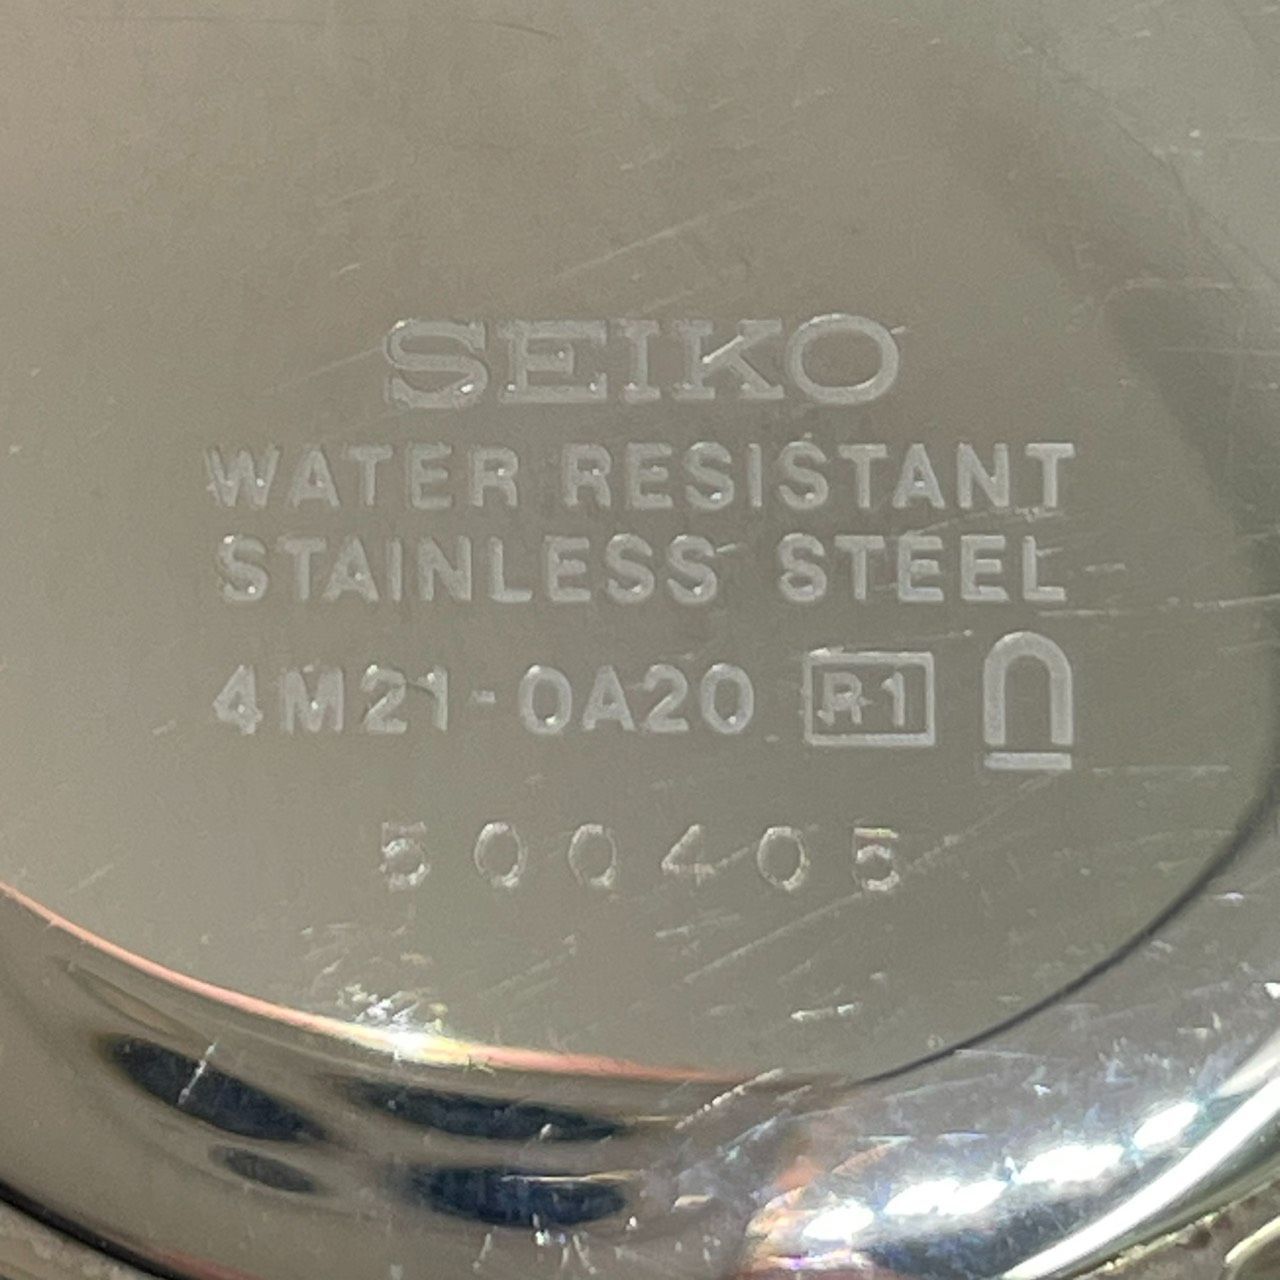 SEIKO
WATER RESISTANT
STAINLESS STEEL
4M21-0A20 R1
500405